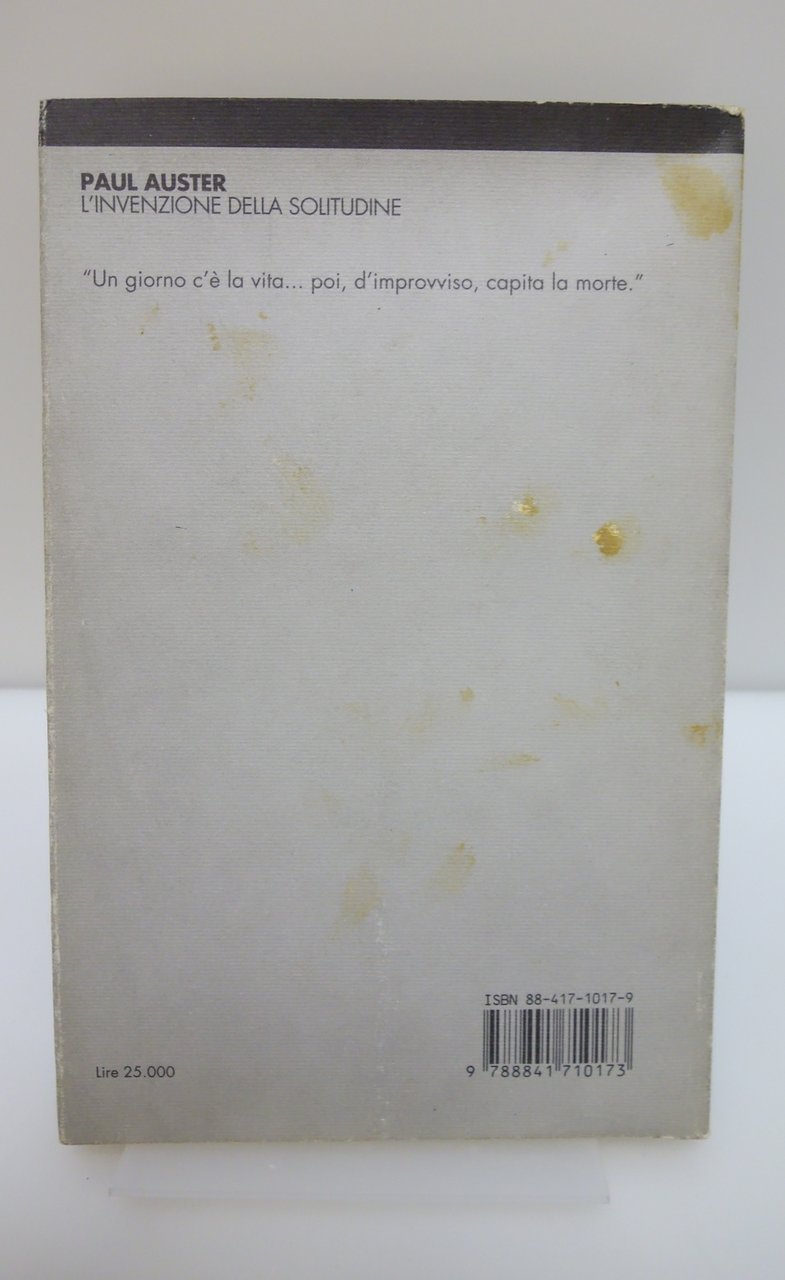 PAUL AUSTER
L'INVENZIONE DELLA SOLITUDINE
“Un giorno c'è la vita... poi, d'improvviso, capita la morte.”
ISBN 88-417-1017-9
9 788841 710173
Lire 25.000